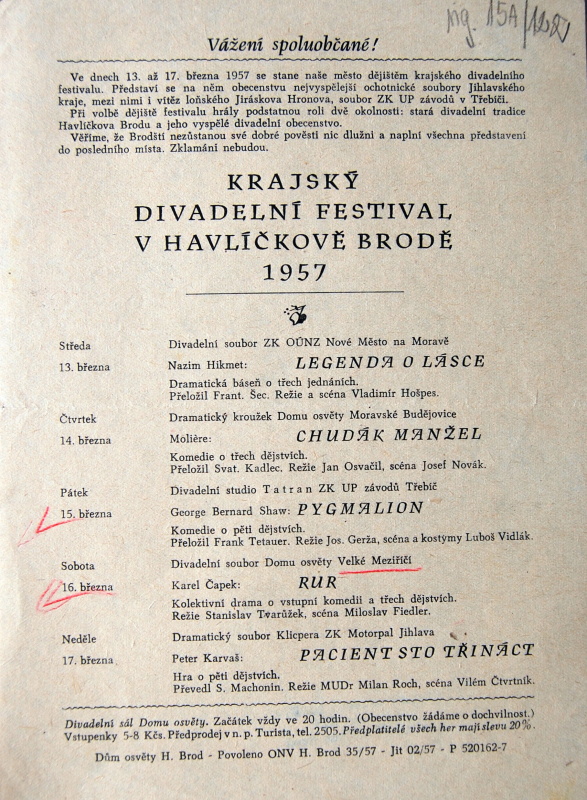 ing. 15A/122
Vážení spoluobčané!
Ve dnech 13. až 17. března 1957 se stane naše město dějištěm krajského divadelního
festivalu. Představí se na něm obecenstvu nejvyspělejší ochotnické soubory Jihlavského
kraje, mezi nimi i vítěz loňského Jiráskova Hronova, soubor ZK UP závodů v Třebíči.
Při volbě dějiště festivalu hrály podstatnou roli dvě okolnosti: stará divadelní tradice
Havlíčkova Brodu a jeho vyspělé divadelní obecenstvo.
Věříme, že Brodští nezůstanou své dobré pověsti nic dlužni a naplní všechna představení
do posledního místa. Zklamání nebudou.
KRAJSKÝ
DIVADELNÍ FESTIVAL
V HAVLÍČKOVĚ BRODĚ
1957
Středa Divadelní soubor ZK OÚNZ Nové Město na Moravě
13. března Nazim Hikmet: LEGENDA O LÁSCE
Dramatická báseň o třech jednáních.
Přeložil Frant. Šec. Režie a scéna Vladimír Hošpes.
Čtvrtek Dramatický kroužek Domu osvěty Moravské Budějovice
14. března Molière: CHUDÁK MANŽEL
Komedie o třech dějstvích.
Přeložil Svat. Kadlec. Režie Jan Osvačil, scéna Josef Novák.
Pátek Divadelní studio Tatran ZK UP závodů Třebíč
15. března George Bernard Shaw: PYGMALION
Komedie o pěti dějstvích.
Přeložil Frank Tetauer. Režie Jos. Gerža, scéna a kostymy Luboš Vidlák.
Sobota Divadelní soubor Domu osvěty Velké Meziříčí
16. března Karel Čapek: RUR
Kolektivní drama o vstupní komedii a třech dějstvích.
Režie Stanislav Tvarůžek, scéna Miloslav Fiedler.
Neděle Dramatický soubor Klicpera ZK Motorpal Jihlava
17. března Peter Karvaš: PACIENT STO TŘINÁCT
Hra o pěti dějstvích.
Převedl S. Machonín. Režie MUDr Milan Roch, scéna Vilém Čtvrtník.
Divadelní sál Domu osvěty. Začátek vždy ve 20 hodin. (Obecenstvo žádáme o dochvilnost.)
Vstupenky 5-8 Kčs. Předprodej v n. p. Turista, tel. 2505. Předplatitelé všech her mají slevu 20%.
Dům osvěty H. Brod - Povoleno ONV H. Brod 35/57 - Jit 02/57 - P 520162-7